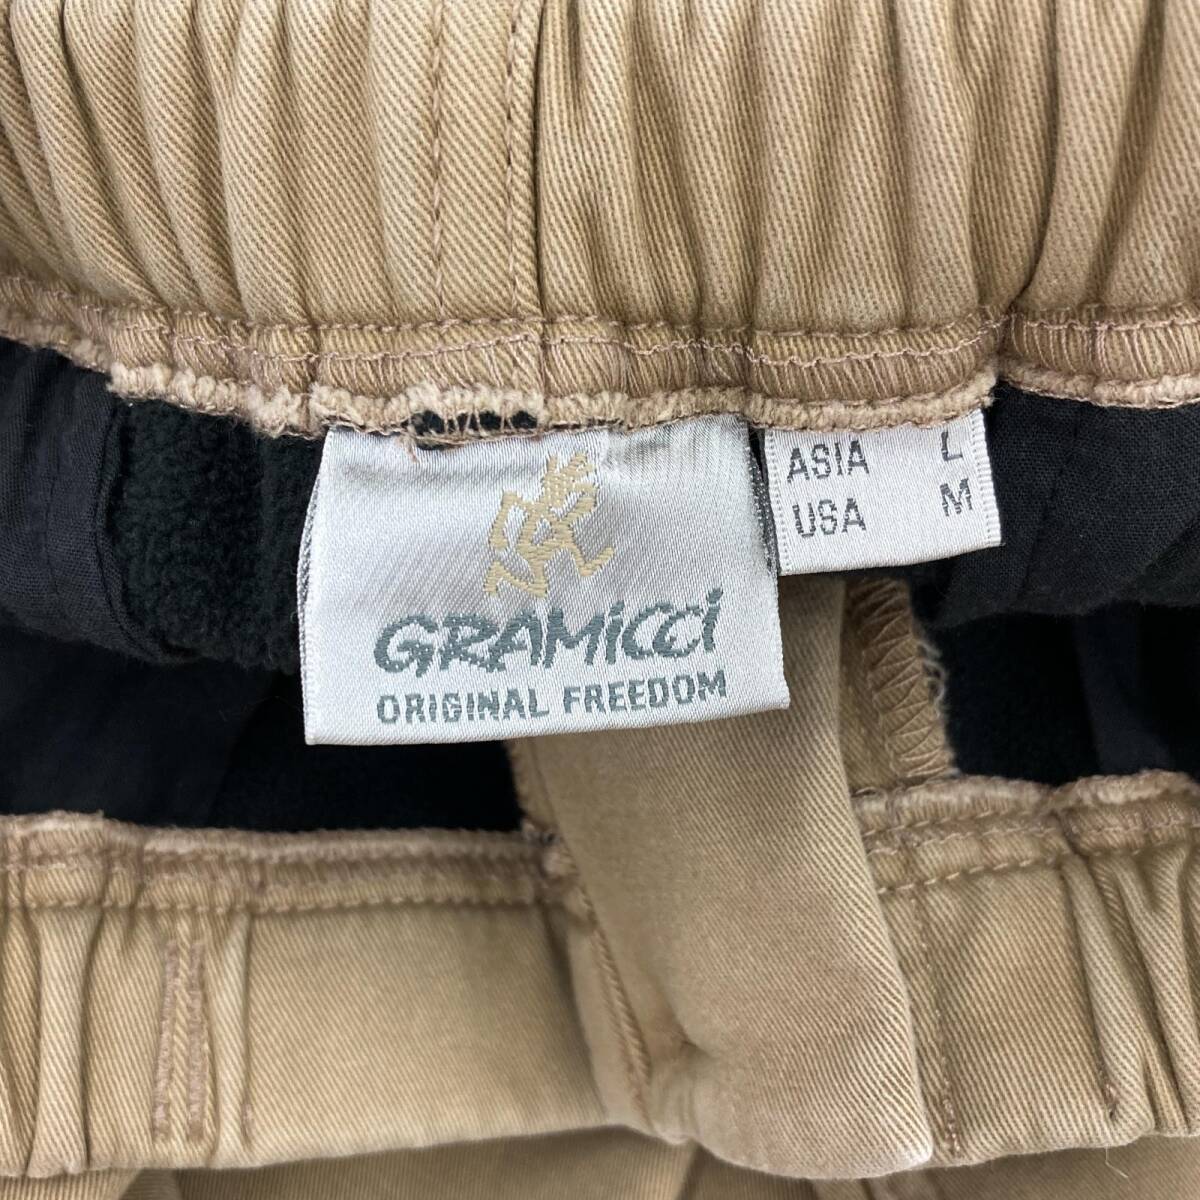 GRAMiCCi
ORIGINAL FREEDOM
ASIA L
USA M